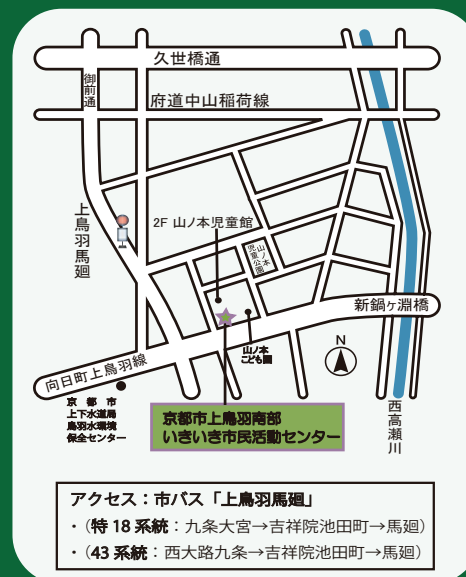 久世橋通
御前通
府道中山稲荷線
上鳥羽馬廻
2F 山ノ本児童館
山ノ本
児童公園
新鍋ヶ淵橋
山ノ本
こども園
N
向日町上鳥羽線
京都市
上下水道局
鳥羽水環境
保全センター
京都市上鳥羽南部
いきいき市民活動センター
西高瀬川
アクセス：市バス「上鳥羽馬廻」
・（特 18 系統：九条大宮→吉祥院池田町→馬廻）
・（43 系統：西大路九条→吉祥院池田町→馬廻）